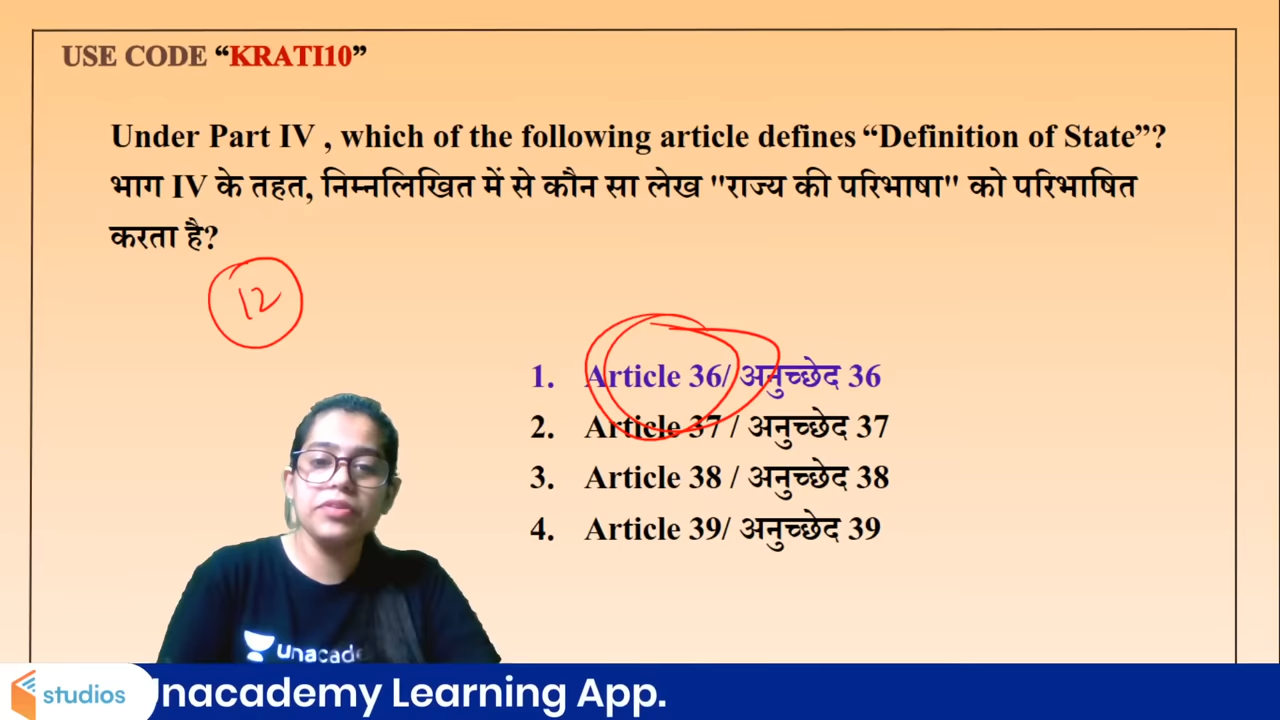 USE CODE “KRATI10”
Under Part IV , which of the following article defines “Definition of State”?
भाग IV के तहत, निम्नलिखित में से कौन सा लेख "राज्य की परिभाषा" को परिभाषित
करता है?
12
1. Article 36/ अनुच्छेद 36
2. Article 37 / अनुच्छेद 37
3. Article 38 / अनुच्छेद 38
4. Article 39/ अनुच्छेद 39
unacade
studios
Unacademy Learning App.